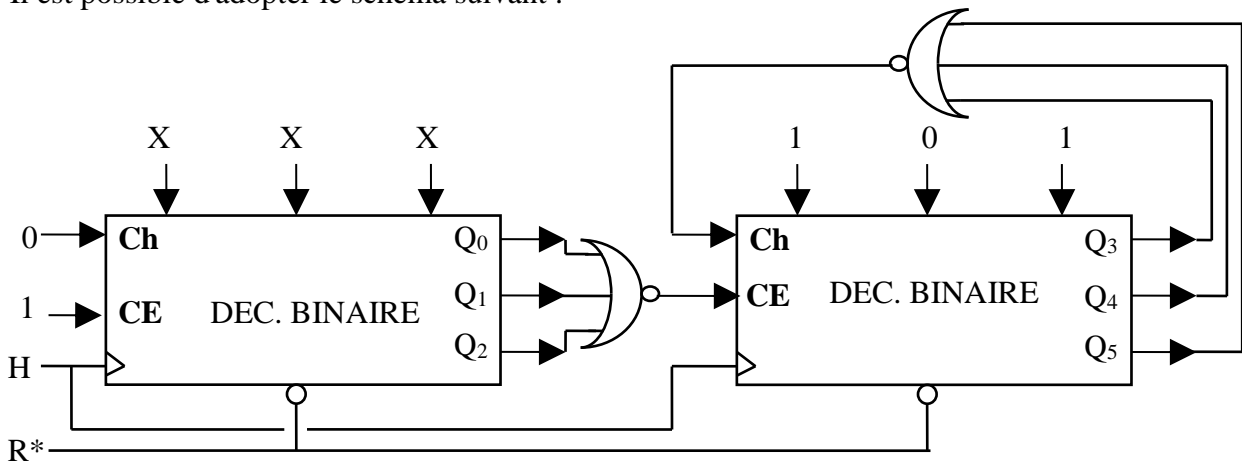 Il est possible d'adopter le schéma suivant :
X X X 1 0 1
0 Ch Q0 Ch Q3
1 CE DEC. BINAIRE Q1 CE DEC. BINAIRE Q4
Q2 Q5
H
R*